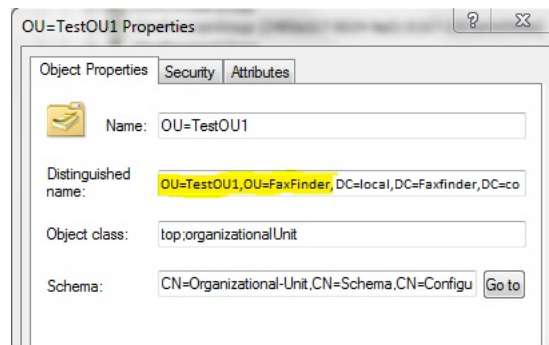 OU=TestOU1 Properties
Object Properties Security Attributes
Name: OU=TestOU1
Distinguished name: OU=TestOU1,OU=FaxFinder, DC=local,DC=Faxfinder,DC=co
Object class: top;organizationalUnit
Schema: CN=Organizational-Unit,CN=Schema,CN=Configu Go to